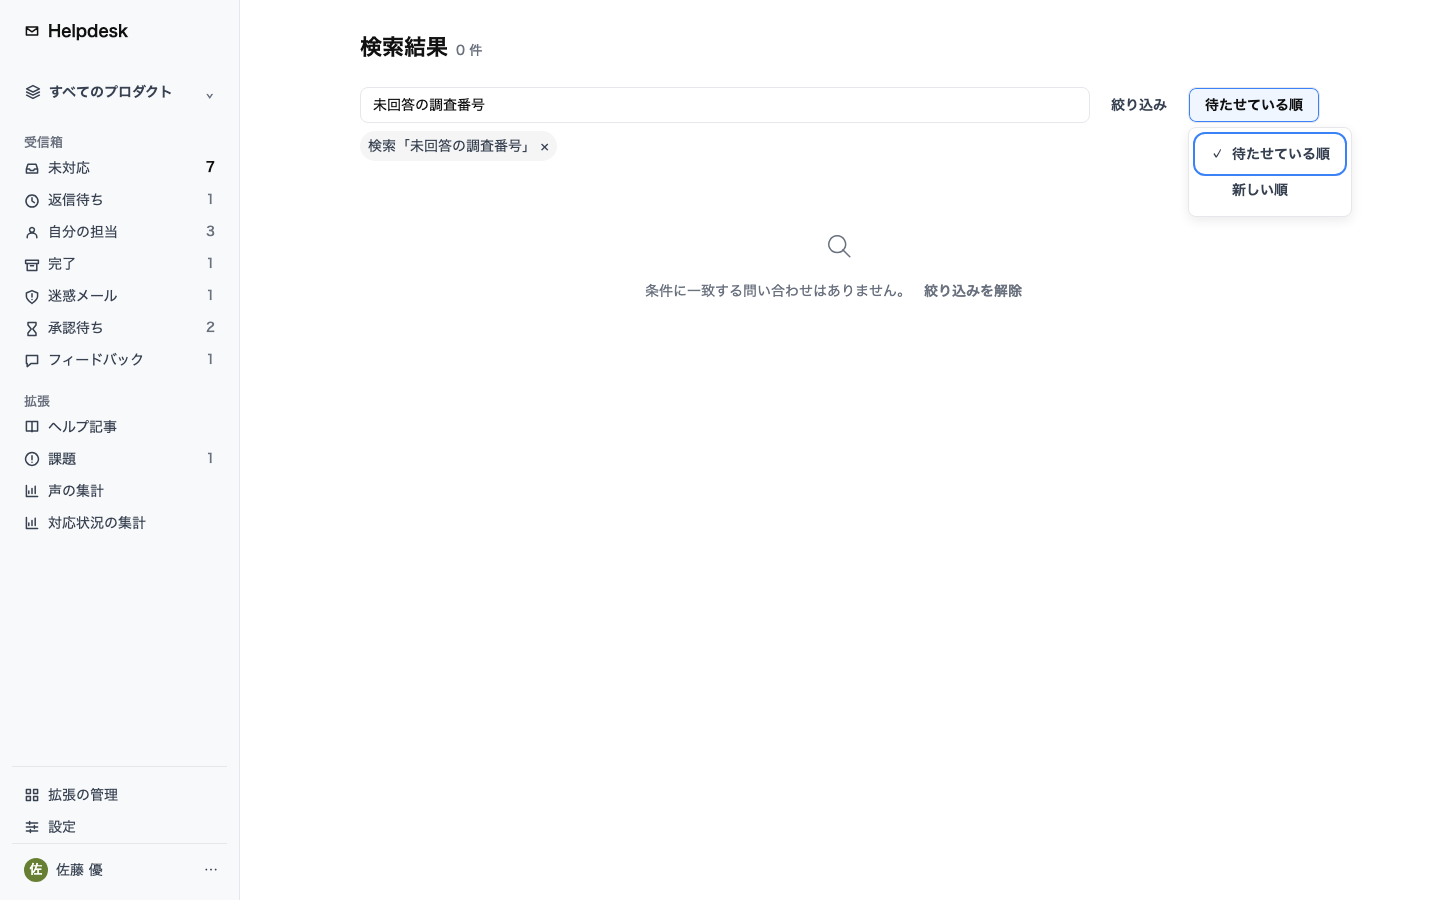 Helpdesk
すべてのプロダクト
受信箱
未対応 7
返信待ち 1
自分の担当 3
完了 1
迷惑メール 1
承認待ち 2
フィードバック 1
拡張
ヘルプ記事
課題 1
声の集計
対応状況の集計
拡張の管理
設定
佐 佐藤 優 …
検索結果 0 件
未回答の調査番号 絞り込み 待たせている順
検索「未回答の調査番号」 ×
✓ 待たせている順
新しい順
条件に一致する問い合わせはありません。 絞り込みを解除